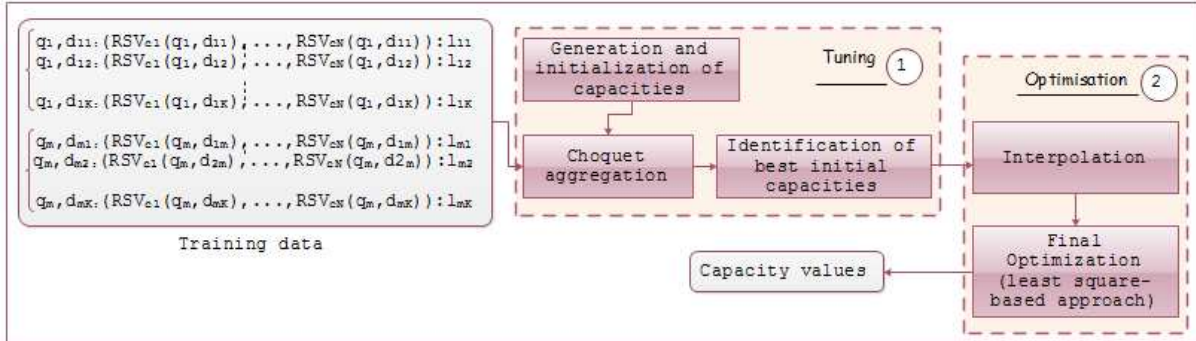 q₁,d₁₁:(RSVc₁(q₁,d₁₁),...,RSVcN(q₁,d₁₁)):l₁₁
q₁,d₁₂:(RSVc₁(q₁,d₁₂),...,RSVcN(q₁,d₁₂)):l₁₂
q₁,d₁K:(RSVc₁(q₁,d₁K),...,RSVcN(q₁,d₁K)):l₁K
qm,dm₁:(RSVc₁(qm,d₁m),...,RSVcN(qm,d₁m)):lm₁
qm,dm₂:(RSVc₁(qm,d₂m),...,RSVcN(qm,d2m)):lm₂
qm,dmK:(RSVc₁(qm,dmK),...,RSVcN(qm,dmK)):lmK
Training data
Tuning 1
Generation and
initialization of
capacities
Choquet
aggregation
Identification of
best initial
capacities
Optimisation 2
Interpolation
Final
Optimization
(least square-
based approach)
Capacity values